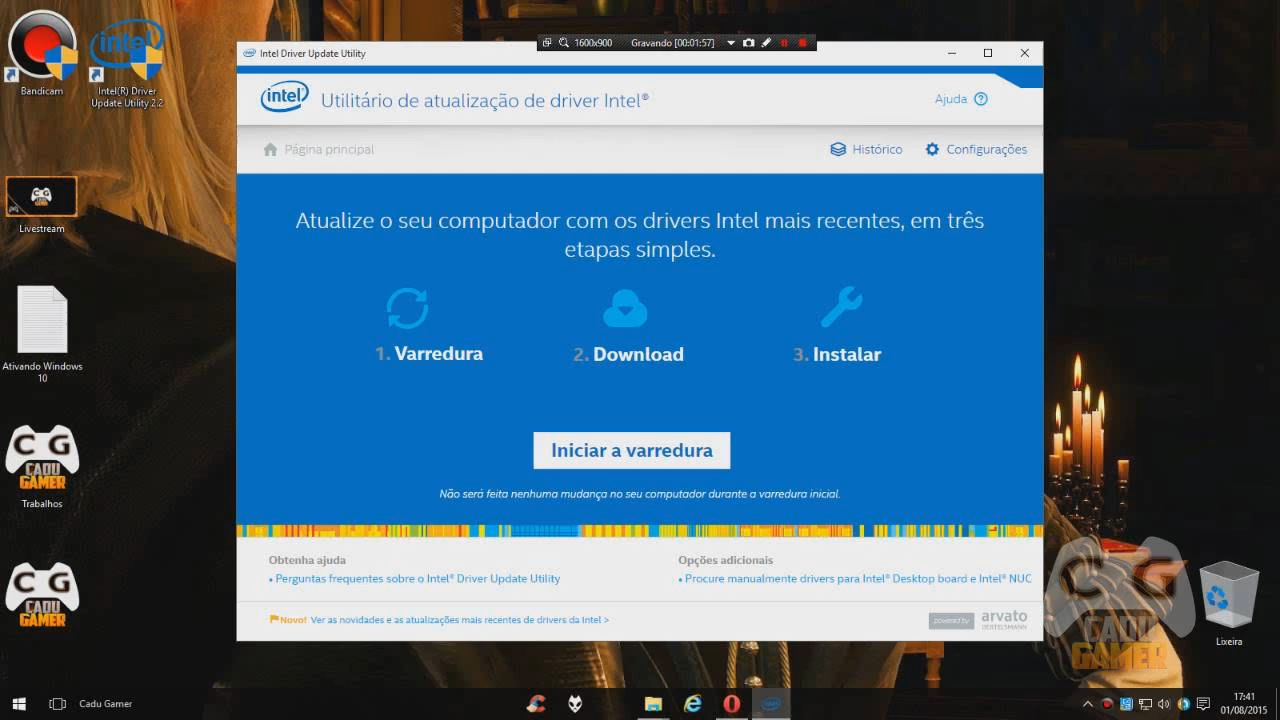 1600x900 Gravando [00:01:57]
Intel Driver Update Utility
intel
Utilitário de atualização de driver Intel®
Ajuda ?
Página principal
Histórico
Configurações
Atualize o seu computador com os drivers Intel mais recentes, em três
etapas simples.
1. Varredura
2. Download
3. Instalar
Iniciar a varredura
Não será feita nenhuma mudança no seu computador durante a varredura inicial.
Obtenha ajuda
• Perguntas frequentes sobre o Intel® Driver Update Utility
Opções adicionais
• Procure manualmente drivers para Intel® Desktop board e Intel® NUC
Novo! Ver as novidades e as atualizações mais recentes de drivers da Intel >
powered by
arvato
BERTELSMANN
Bandicam
intel
Intel(R) Driver
Update Utility 2.2
Livestream
Ativando Windows
10
C G
CADU
GAMER
Trabalhos
C G
CADU
GAMER
CG
CADU
GAMER
Lixeira
Cadu Gamer
17:41
01/08/2015